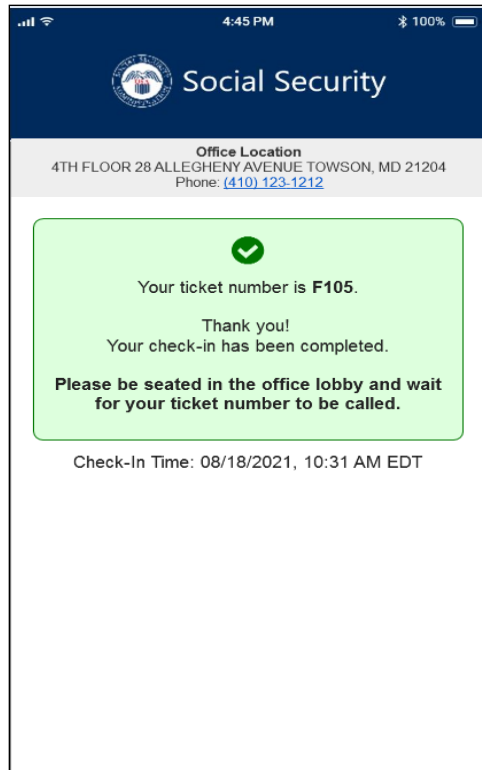 4:45 PM
100%
Social Security
Office Location
4TH FLOOR 28 ALLEGHENY AVENUE TOWSON, MD 21204
Phone: (410) 123-1212
Your ticket number is F105.
Thank you!
Your check-in has been completed.
Please be seated in the office lobby and wait
for your ticket number to be called.
Check-In Time: 08/18/2021, 10:31 AM EDT